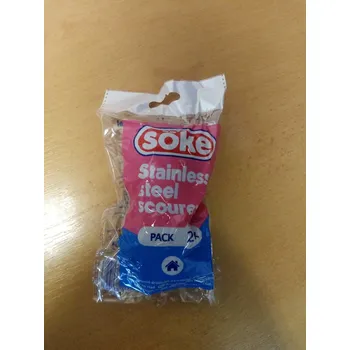 soke
stainless
steel
scourer
PACK 2+